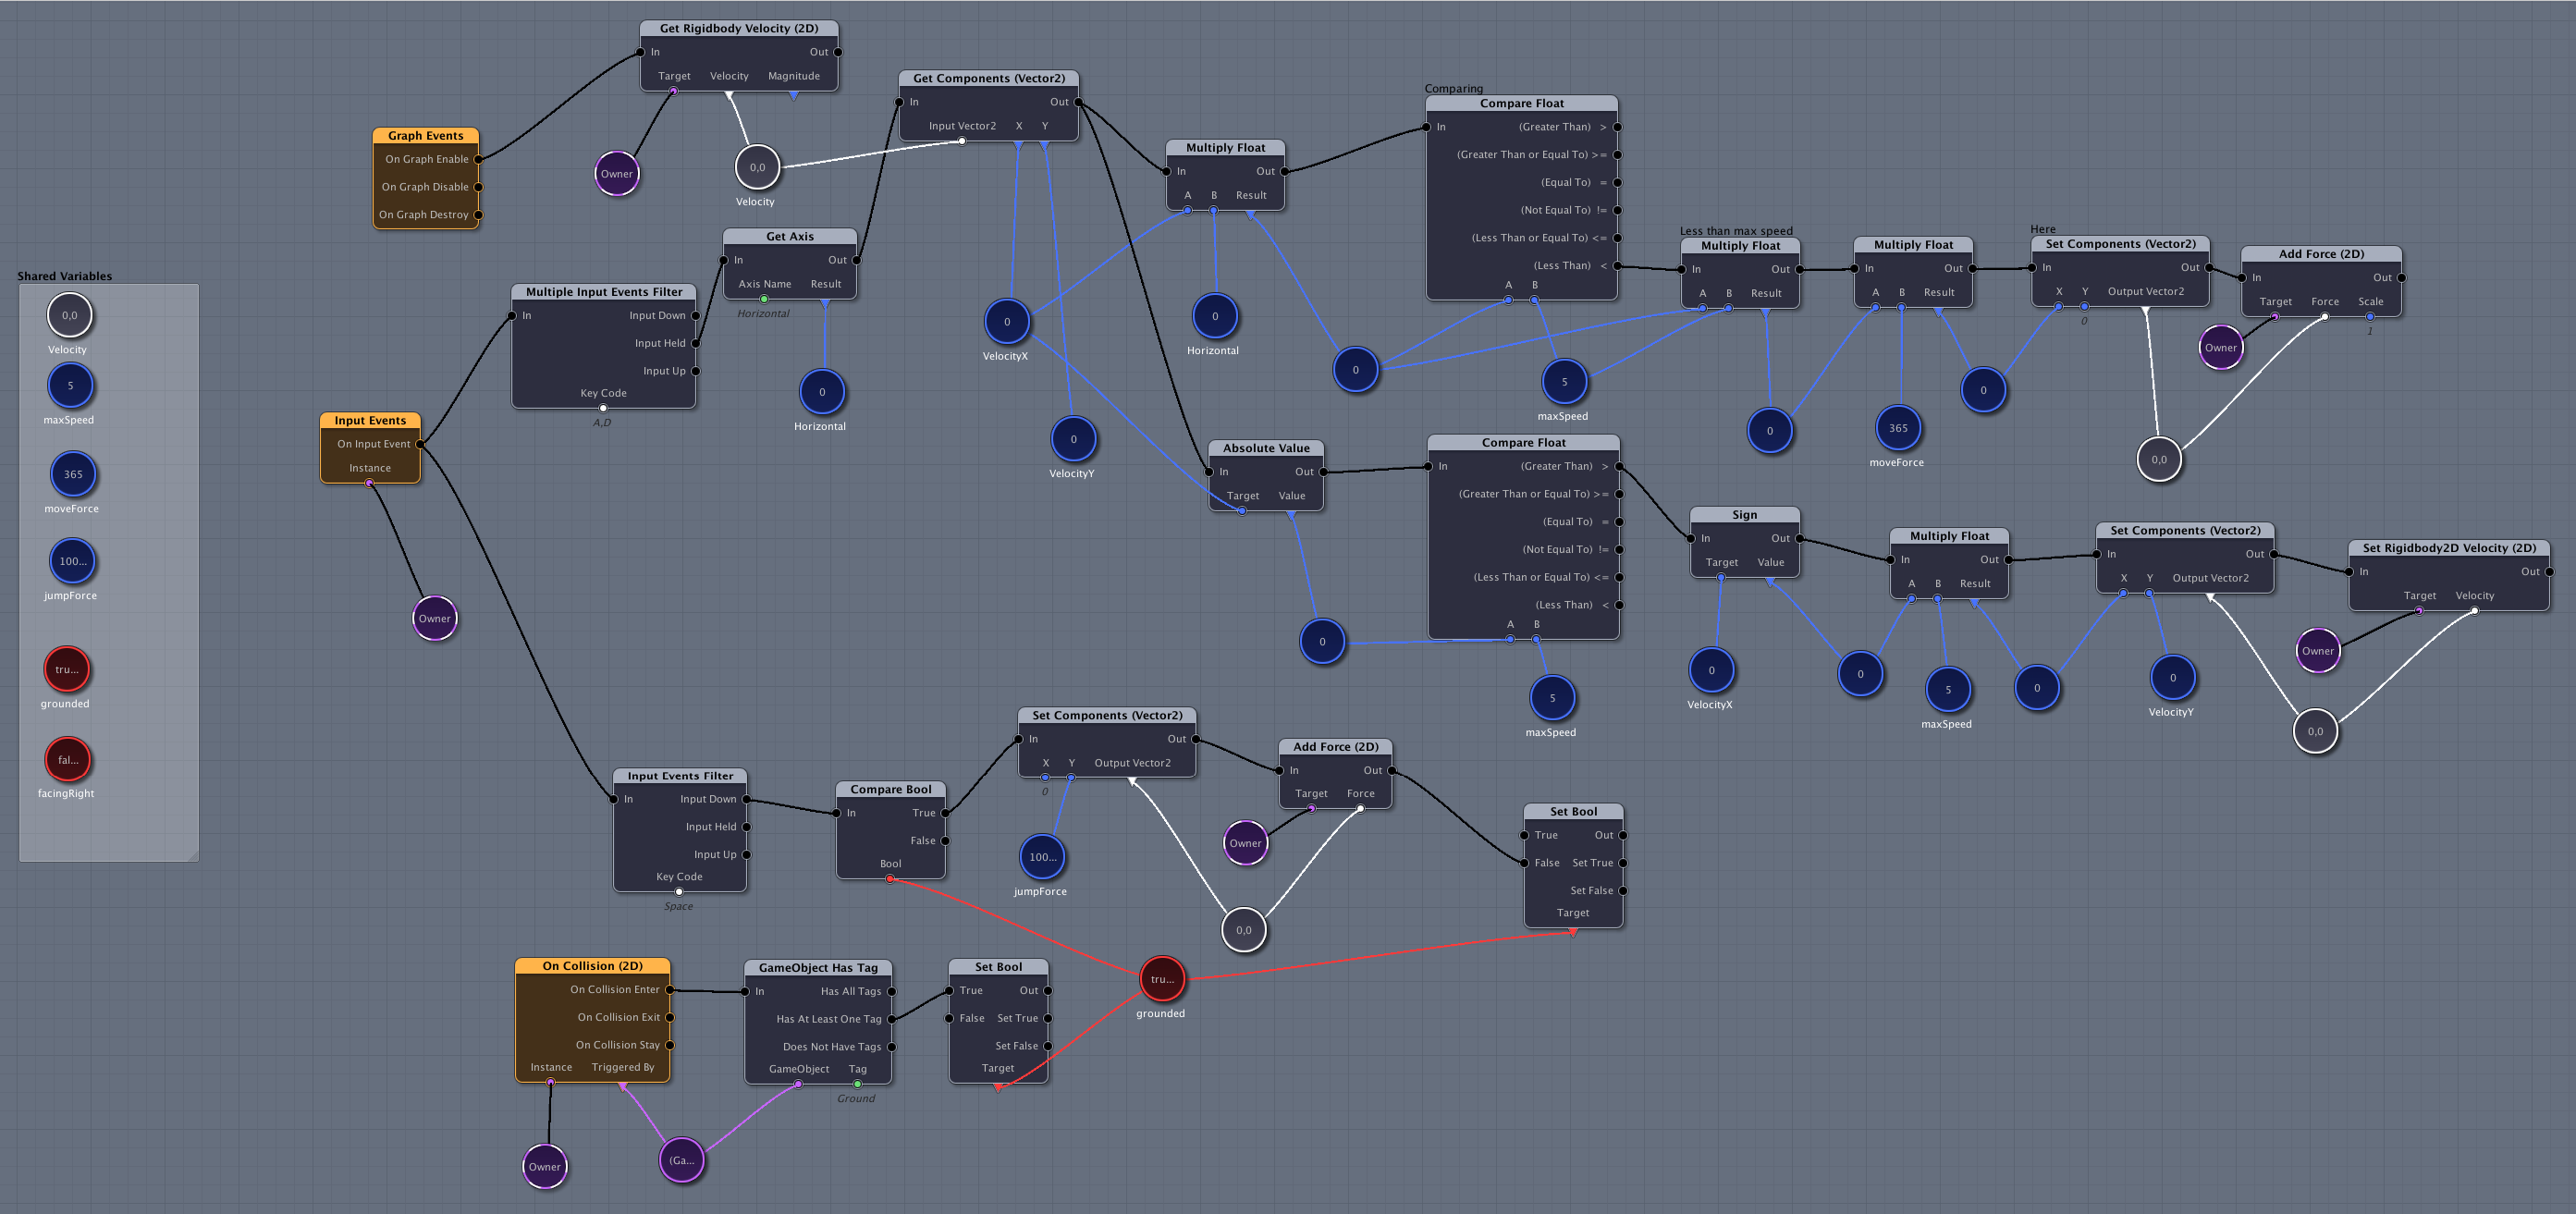 Shared Variables
0,0
Velocity
5
maxSpeed
365
moveForce
100...
jumpForce
tru...
grounded
fal...
facingRight
Graph Events
On Graph Enable
On Graph Disable
On Graph Destroy
Get Rigidbody Velocity (2D)
In Out
Target Velocity Magnitude
Owner
0,0
Velocity
Input Events
On Input Event
Instance
Owner
Multiple Input Events Filter
In Input Down
Input Held
Input Up
Key Code
A,D
Get Axis
In Out
Axis Name Result
Horizontal
0
Horizontal
Get Components (Vector2)
In Out
Input Vector2 X Y
0
VelocityX
0
VelocityY
Multiply Float
In Out
A B Result
0
Horizontal
0
Comparing
Compare Float
In (Greater Than) >
(Greater Than or Equal To) >=
(Equal To) =
(Not Equal To) !=
(Less Than or Equal To) <=
(Less Than) <
A B
5
maxSpeed
Less than max speed
Multiply Float
In Out
A B Result
0
Multiply Float
In Out
A B Result
365
moveForce
0
Here
Set Components (Vector2)
In Out
X Y Output Vector2
0
0,0
Add Force (2D)
In Out
Target Force Scale
1
Owner
Absolute Value
In Out
Target Value
0
Compare Float
In (Greater Than) >
(Greater Than or Equal To) >=
(Equal To) =
(Not Equal To) !=
(Less Than or Equal To) <=
(Less Than) <
A B
5
maxSpeed
Sign
In Out
Target Value
0
VelocityX
0
Multiply Float
In Out
A B Result
5
maxSpeed
0
Set Components (Vector2)
In Out
X Y Output Vector2
0
VelocityY
0,0
Set Rigidbody2D Velocity (2D)
In Out
Target Velocity
Owner
Input Events Filter
In Input Down
Input Held
Input Up
Key Code
Space
Compare Bool
In True
False
Bool
Set Components (Vector2)
In Out
X Y Output Vector2
0
100...
jumpForce
Add Force (2D)
In Out
Target Force
Owner
0,0
Set Bool
True Out
False Set True
Set False
Target
On Collision (2D)
On Collision Enter
On Collision Exit
On Collision Stay
Instance Triggered By
Owner
(Ga...
GameObject Has Tag
In Has All Tags
Has At Least One Tag
Does Not Have Tags
GameObject Tag
Ground
Set Bool
True Out
False Set True
Set False
Target
tru...
grounded